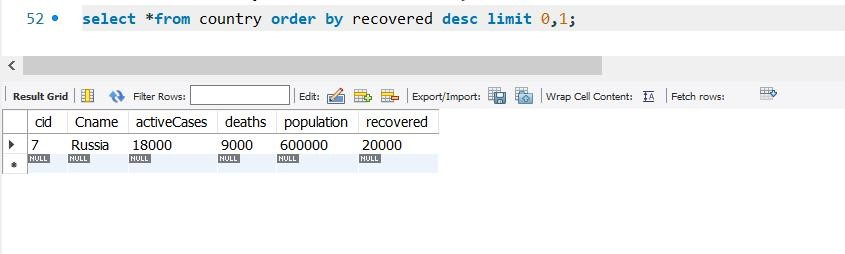 52 select *from country order by recovered desc limit 0,1;
Result Grid Filter Rows: Edit: Export/Import: Wrap Cell Content: IA Fetch rows:
cid Cname activeCases deaths population recovered
7 Russia 18000 9000 600000 20000
NULL NULL NULL NULL NULL NULL